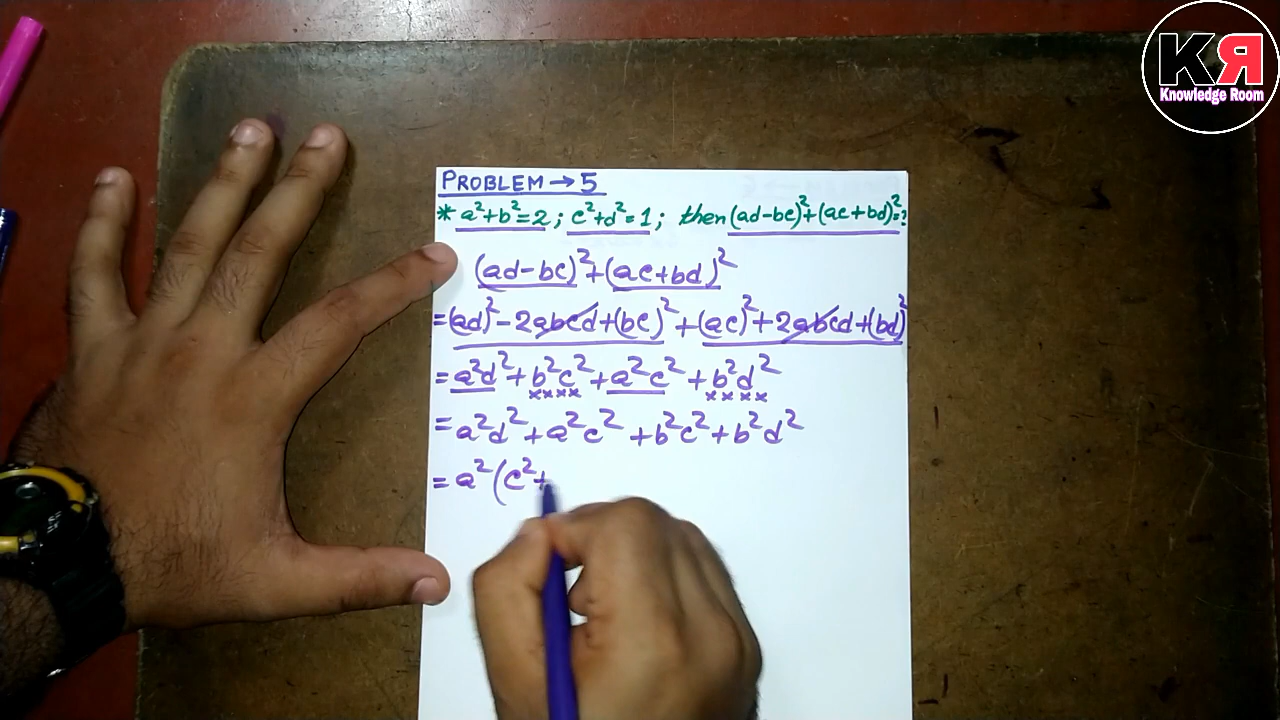 KЯ
Knowledge Room
PROBLEM → 5
* a²+b²=2; c²+d²=1; then (ad-bc)²+(ac+bd)²=?
(ad-bc)²+(ac+bd)²
=(ad)²-2abcd+(bc)²+(ac)²+2abcd+(bd)²
=a²d²+b²c²+a²c²+b²d²
=a²d²+a²c²+b²c²+b²d²
=a²(c²+